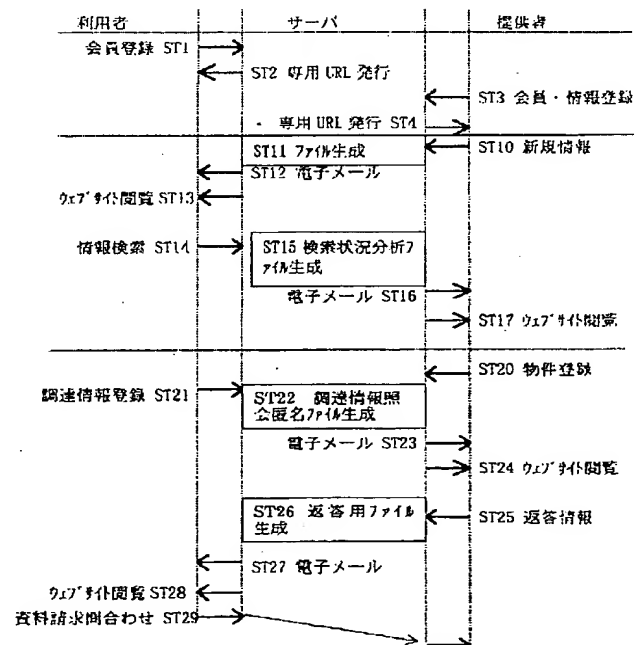 利用者 サーバ 提供者
会員登録 ST1
ST2 専用 URL 発行
ST3 会員・情報登録
専用 URL 発行 ST4
ST11 ファイル生成
ST10 新規情報
ST12 電子メール
ウェブサイト閲覧 ST13
情報検索 ST14
ST15 検索状況分析フ
ァイル生成
電子メール ST16
ST17 ウェブサイト閲覧
ST20 物件登録
調達情報登録 ST21
ST22 調達情報照
会匿名ファイル生成
電子メール ST23
ST24 ウェブサイト閲覧
ST26 返答用ファイル
生成
ST25 返答情報
ST27 電子メール
ウェブサイト閲覧 ST28
資料請求問合わせ ST29